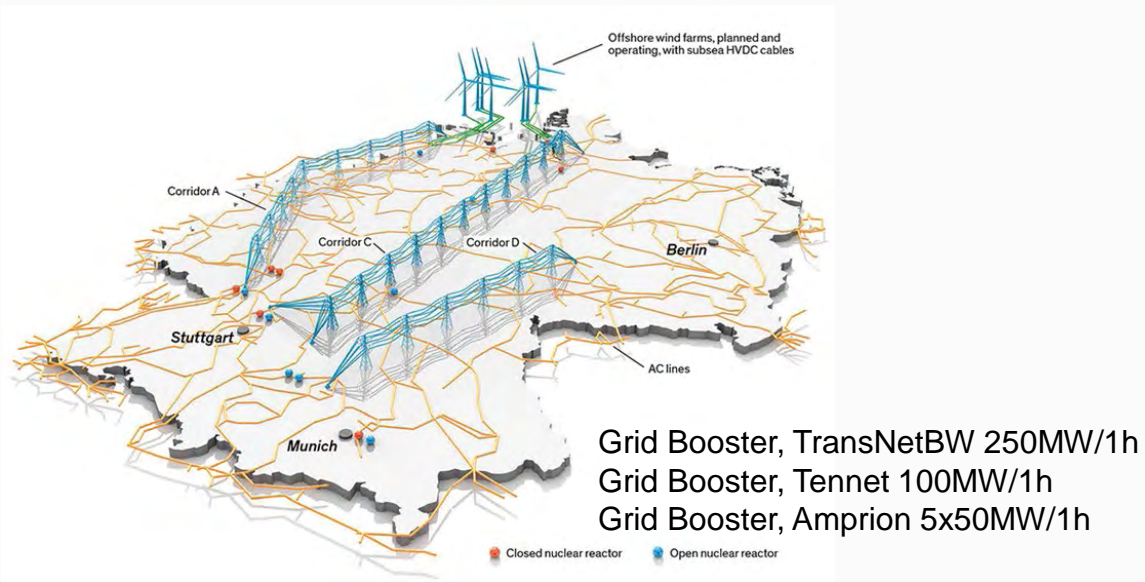 Offshore wind farms, planned and
operating, with subsea HVDC cables
Corridor A
Corridor C
Corridor D
Berlin
Stuttgart
AC lines
Munich
Grid Booster, TransNetBW 250MW/1h
Grid Booster, Tennet 100MW/1h
Grid Booster, Amprion 5x50MW/1h
Closed nuclear reactor
Open nuclear reactor